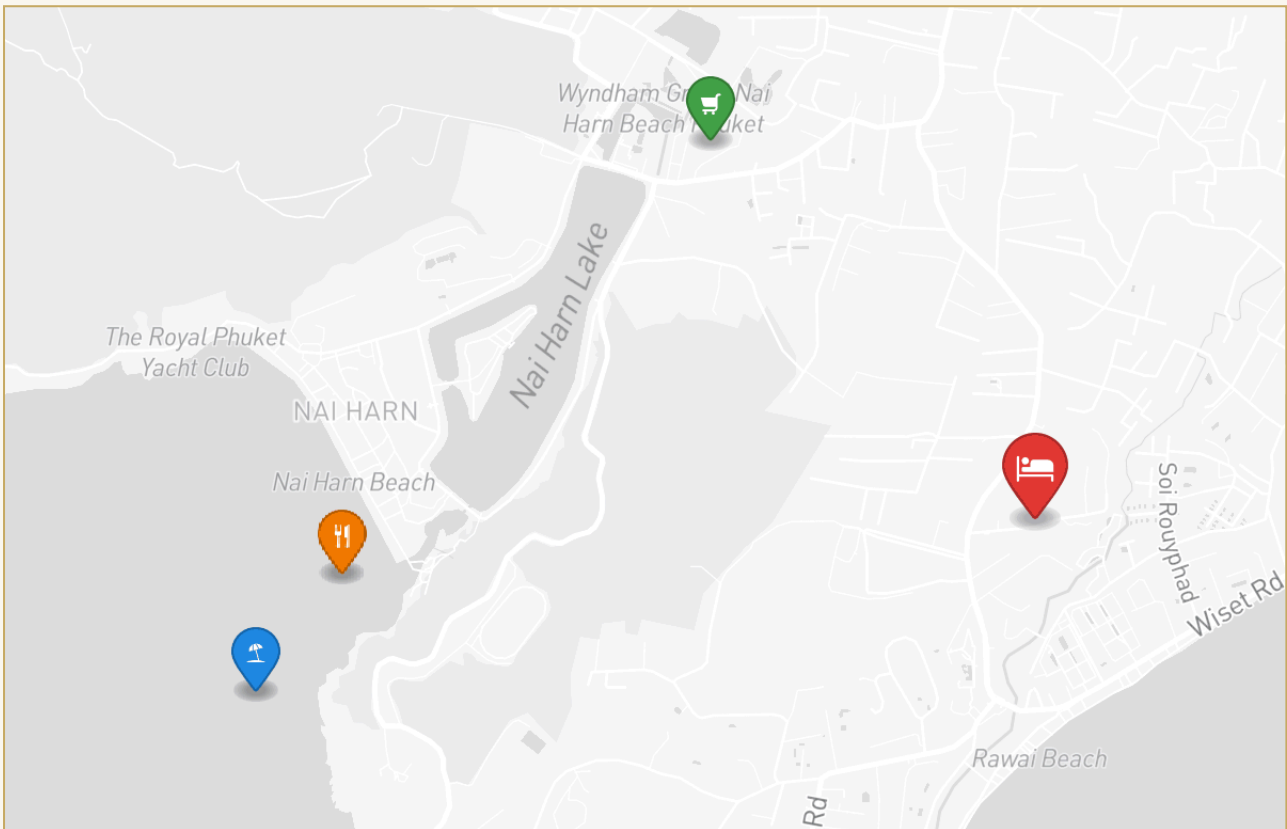 Wyndham Gr Nai
Harn Beach Phuket
Nai Harn Lake
The Royal Phuket
Yacht Club
NAI HARN
Nai Harn Beach
Soi Rouyphad
Wiset Rd
Rawai Beach
Rd